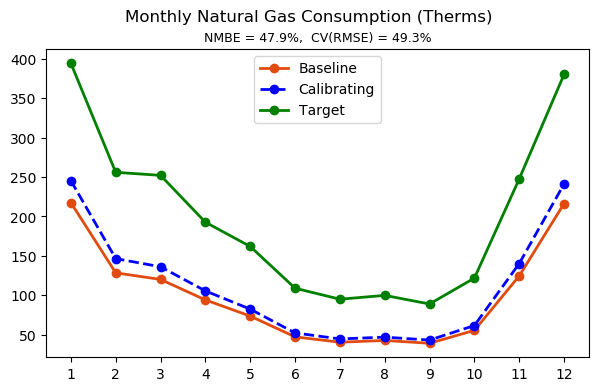 Monthly Natural Gas Consumption (Therms)
NMBE = 47.9%, CV(RMSE) = 49.3%
Baseline
Calibrating
Target
400
350
300
250
200
150
100
50
1 2 3 4 5 6 7 8 9 10 11 12